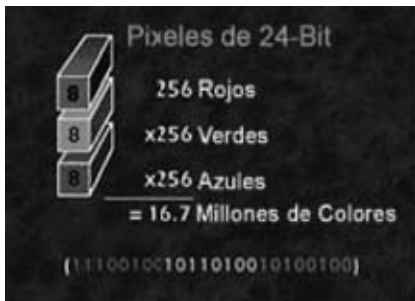 Pixeles de 24-Bit
8 256 Rojos
8 x256 Verdes
8 x256 Azules
= 16.7 Millones de Colores
(111001001011010010100100)